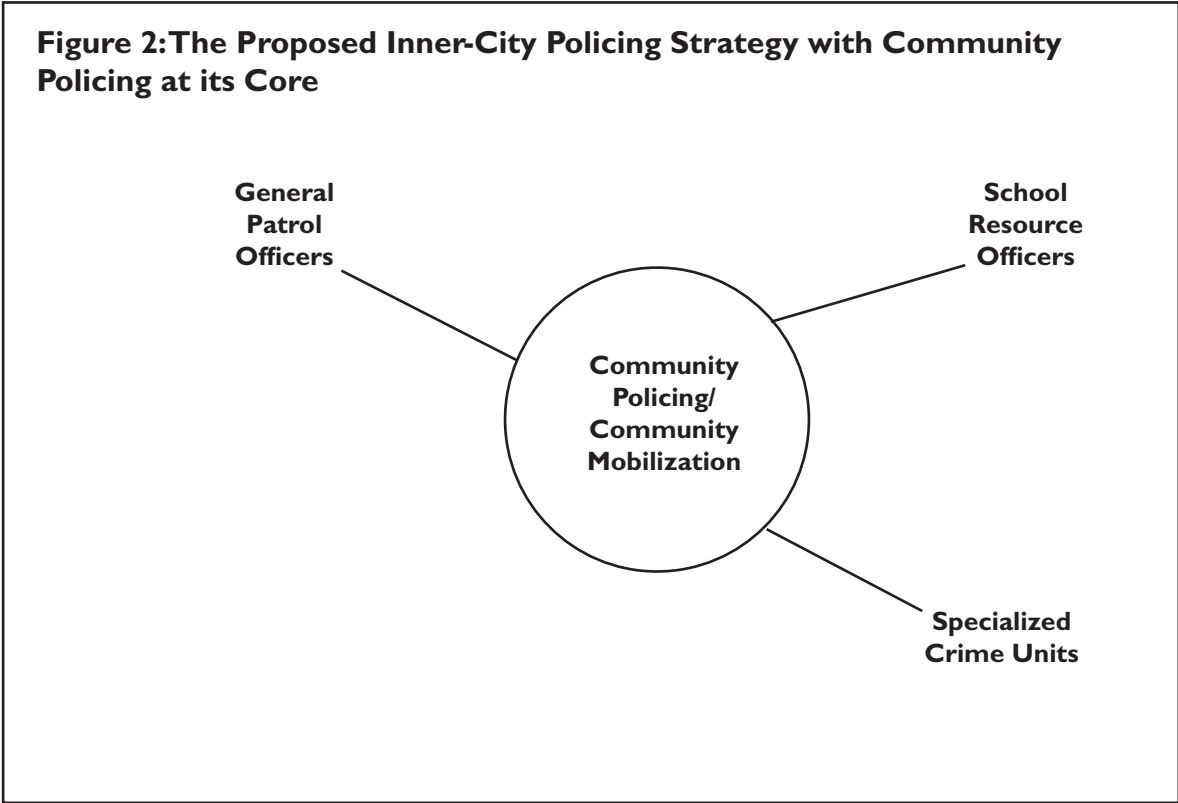 Figure 2:The Proposed Inner-City Policing Strategy with Community
Policing at its Core
General
Patrol
Officers
School
Resource
Officers
Community
Policing/
Community
Mobilization
Specialized
Crime Units